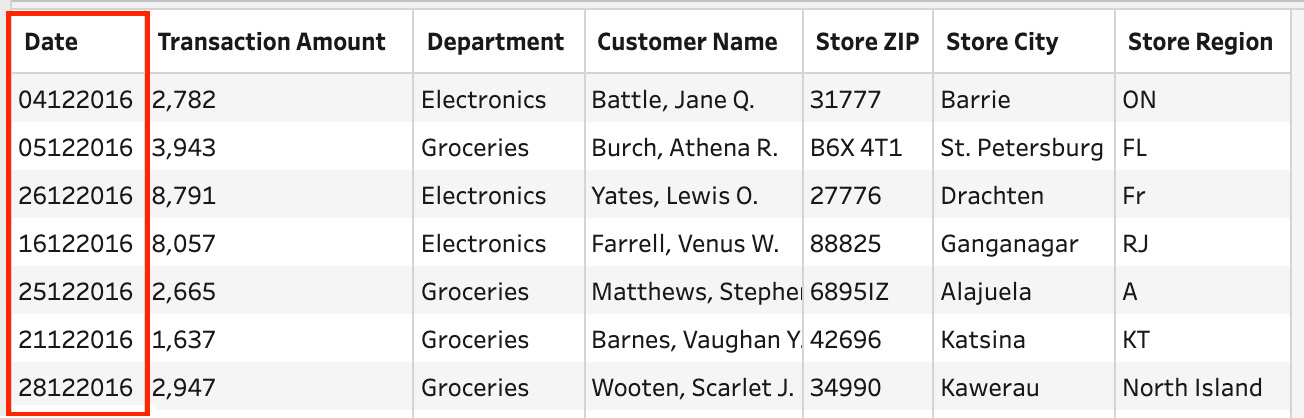 Date Transaction Amount Department Customer Name Store ZIP Store City Store Region
04122016 2,782 Electronics Battle, Jane Q. 31777 Barrie ON
05122016 3,943 Groceries Burch, Athena R. B6X 4T1 St. Petersburg FL
26122016 8,791 Electronics Yates, Lewis O. 27776 Drachten Fr
16122016 8,057 Electronics Farrell, Venus W. 88825 Ganganagar RJ
25122016 2,665 Groceries Matthews, 6895IZ Alajuela A
21122016 1,637 Groceries Barnes, Vaughan Y. 42696 Katsina KT
28122016 2,947 Groceries Wooten, Scarlet J. 34990 Kawerau North Island